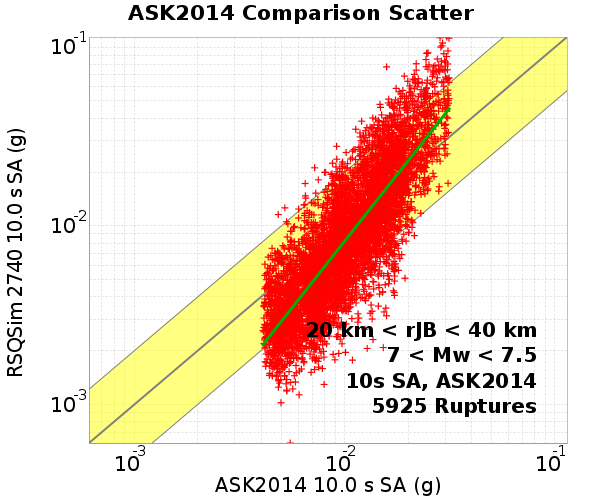 ASK2014 Comparison Scatter
RSQSim 2740 10.0 s SA (g)
10-1
10-2
10-3
20 km < rJB < 40 km
7 < Mw < 7.5
10s SA, ASK2014
5925 Ruptures
10-3 10-2 10-1
ASK2014 10.0 s SA (g)